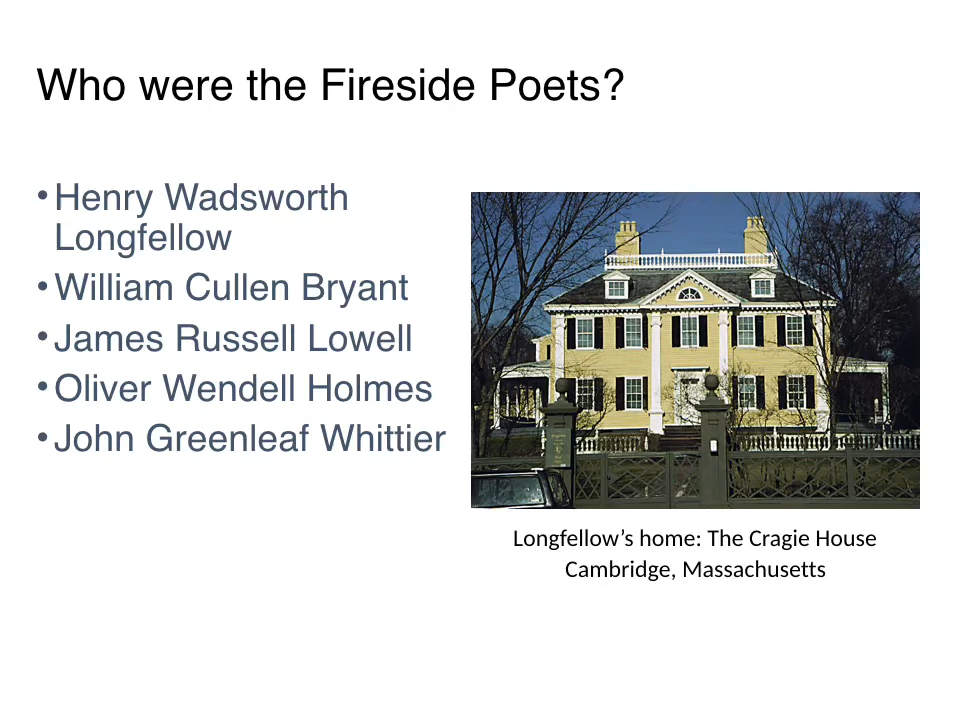 Who were the Fireside Poets?
• Henry Wadsworth
Longfellow
• William Cullen Bryant
• James Russell Lowell
• Oliver Wendell Holmes
• John Greenleaf Whittier
Longfellow’s home: The Cragie House
Cambridge, Massachusetts